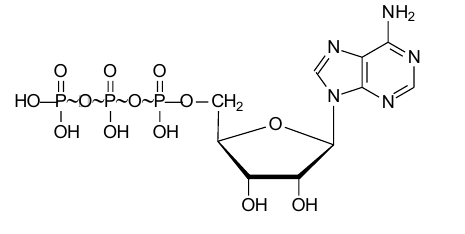 NH2
O O O N N
HO–P~O~P~O~P–O–CH2 N N
OH OH OH O
OH OH